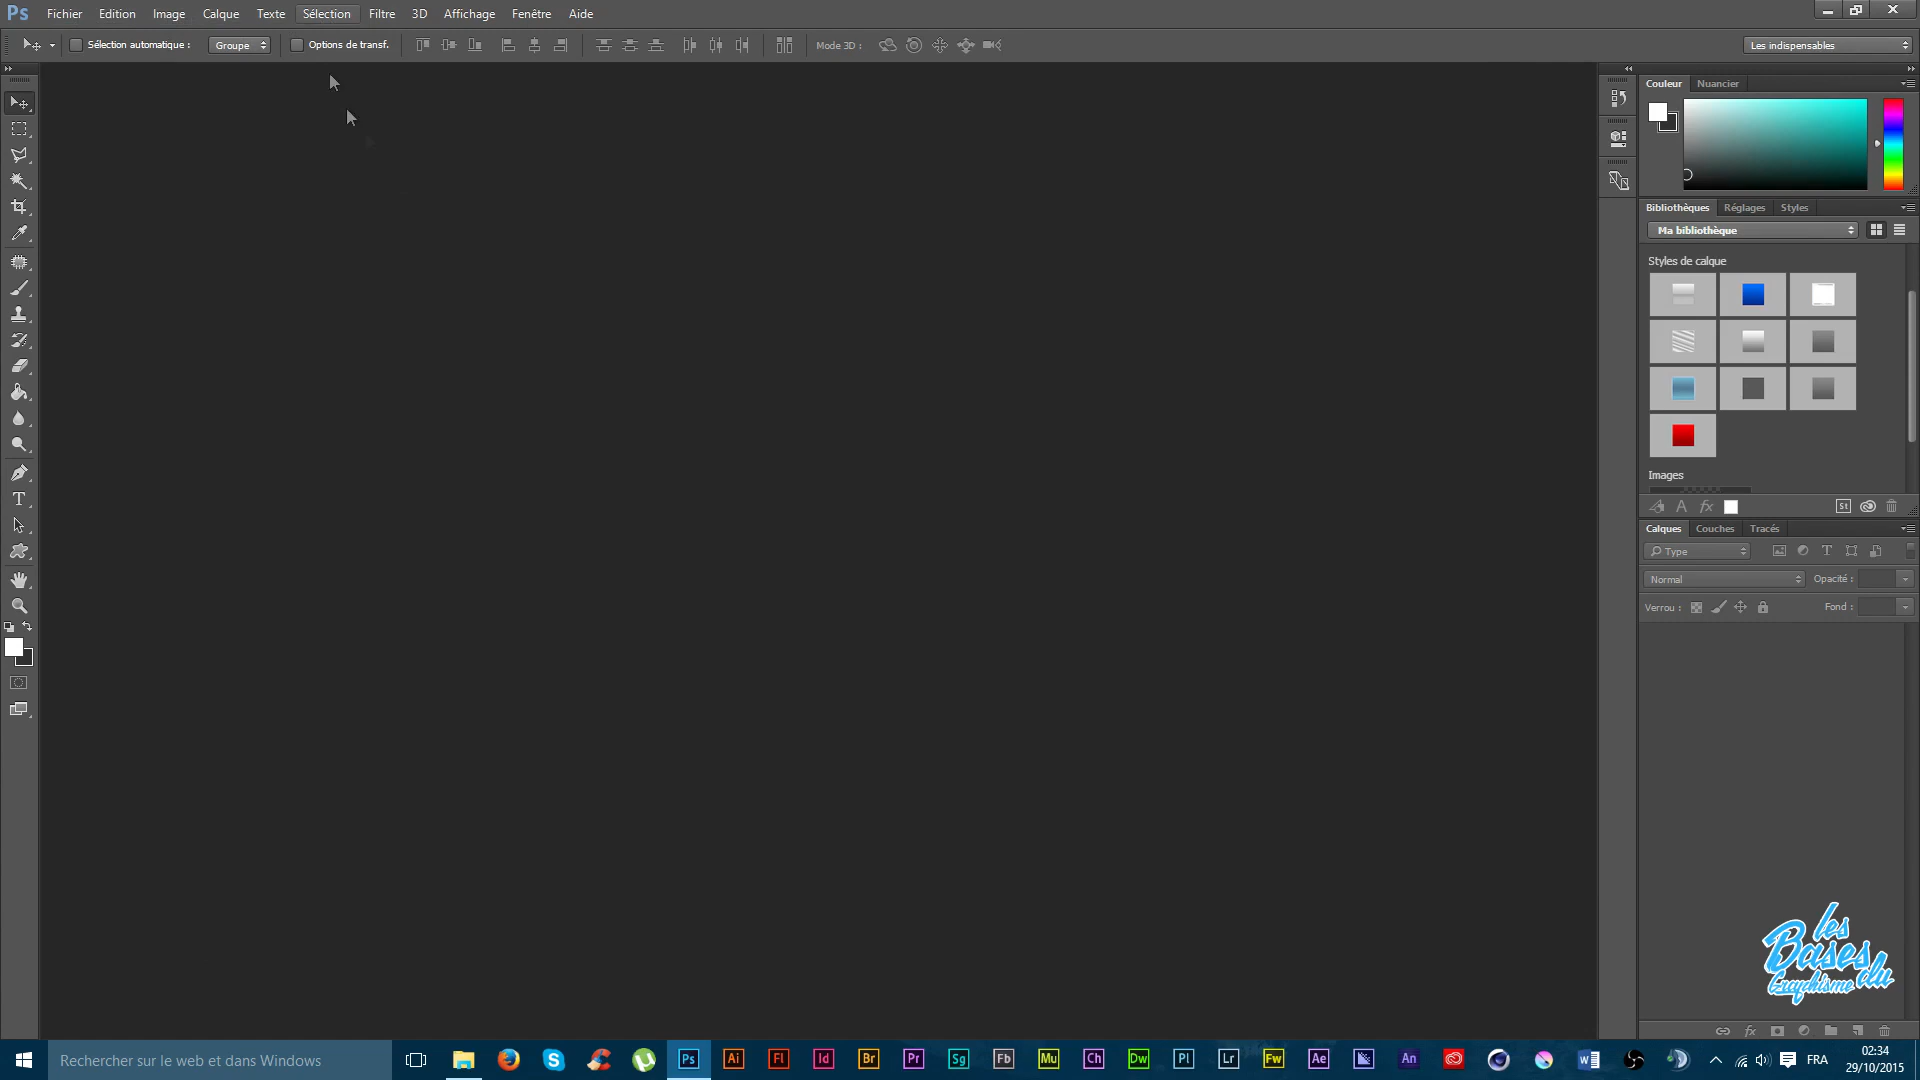 Ps Fichier Edition Image Calque Texte Sélection Filtre 3D Affichage Fenêtre Aide
Sélection automatique : Groupe Options de transf. Mode 3D : Les indispensables
Couleur Nuancier
Bibliothèques Réglages Styles
Ma bibliothèque
Styles de calque
Images
A fx St
Calques Couches Tracés
Type T
Normal Opacité :
Verrou : Fond :
T
les
Bases du
Graphisme
fx
Rechercher sur le web et dans Windows Ps Ai Fl Id Br Pr Sg Fb Mu Ch Dw Pl Lr Fw Ae An FRA 02:34
29/10/2015